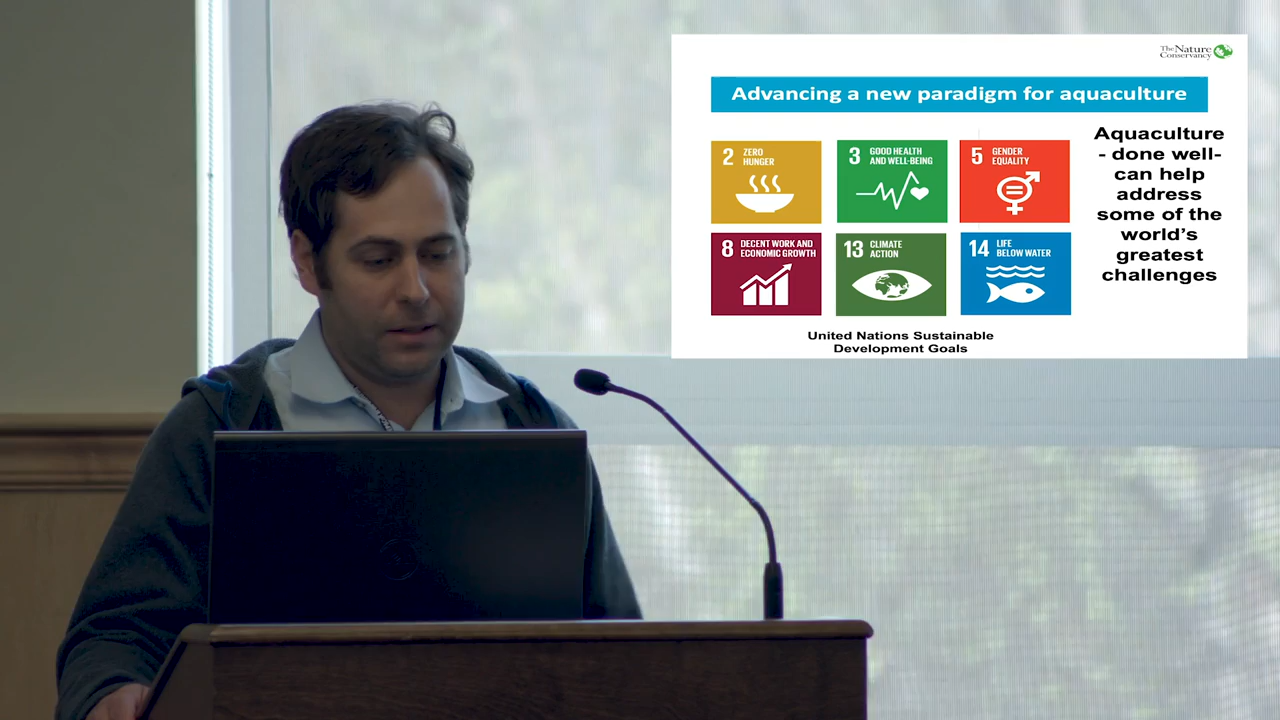 The Nature
Conservancy
Advancing a new paradigm for aquaculture
2 ZERO
HUNGER
3 GOOD HEALTH
AND WELL-BEING
5 GENDER
EQUALITY
8 DECENT WORK AND
ECONOMIC GROWTH
13 CLIMATE
ACTION
14 LIFE
BELOW WATER
United Nations Sustainable
Development Goals
Aquaculture
- done well-
can help
address
some of the
world's
greatest
challenges